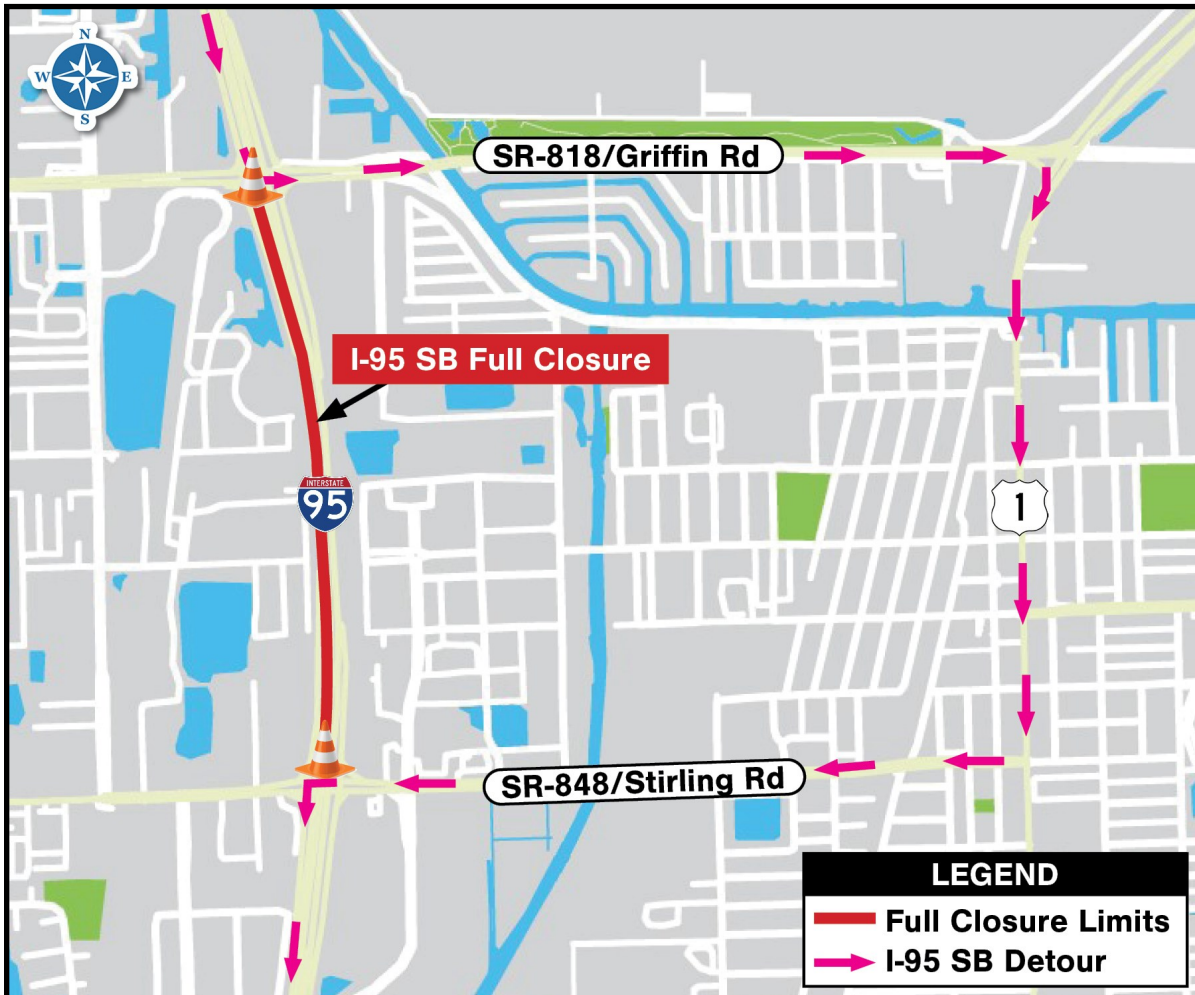 N
W E
S
SR-818/Griffin Rd
I-95 SB Full Closure
INTERSTATE
95
1
SR-848/Stirling Rd
LEGEND
Full Closure Limits
I-95 SB Detour